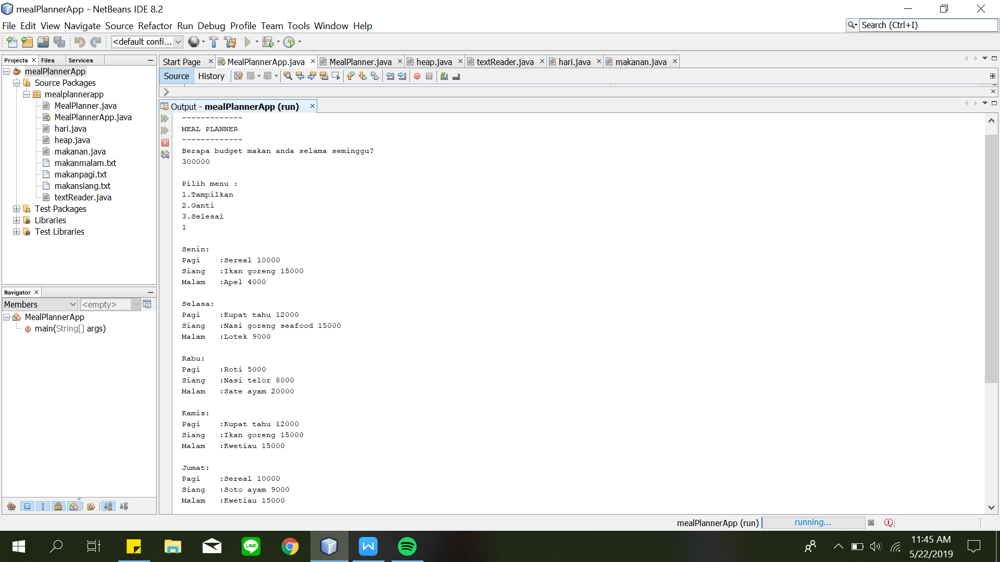 mealPlannerApp - NetBeans IDE 8.2
File Edit View Navigate Source Refactor Run Debug Profile Team Tools Window Help
Search (Ctrl+I)
<default confi...
Projects Files Services
mealPlannerApp
Source Packages
mealplannerapp
MealPlanner.java
MealPlannerApp.java
hari.java
heap.java
makanan.java
makanmalam.txt
makanpagi.txt
makansiang.txt
textReader.java
Test Packages
Libraries
Test Libraries
Navigator
Members <empty>
MealPlannerApp
main(String[] args)
Start Page MealPlannerApp.java MealPlanner.java heap.java textReader.java hari.java makanan.java
Source History
Output - mealPlannerApp (run)
-------------
MEAL PLANNER
-------------
Berapa budget makan anda selama seminggu?
300000
Pilih menu :
1.Tampilkan
2.Ganti
3.Selesai
1
Senin:
Pagi :Sereal 10000
Siang :Ikan goreng 15000
Malam :Apel 4000
Selasa:
Pagi :Kupat tahu 12000
Siang :Nasi goreng seafood 15000
Malam :Lotek 9000
Rabu:
Pagi :Roti 5000
Siang :Nasi telor 8000
Malam :Sate ayam 20000
Kamis:
Pagi :Kupat tahu 12000
Siang :Ikan goreng 15000
Malam :Kwetiau 15000
Jumat:
Pagi :Sereal 10000
Siang :Soto ayam 9000
Malam :Kwetiau 15000
mealPlannerApp (run) running...
LINE
11:45 AM
5/22/2019